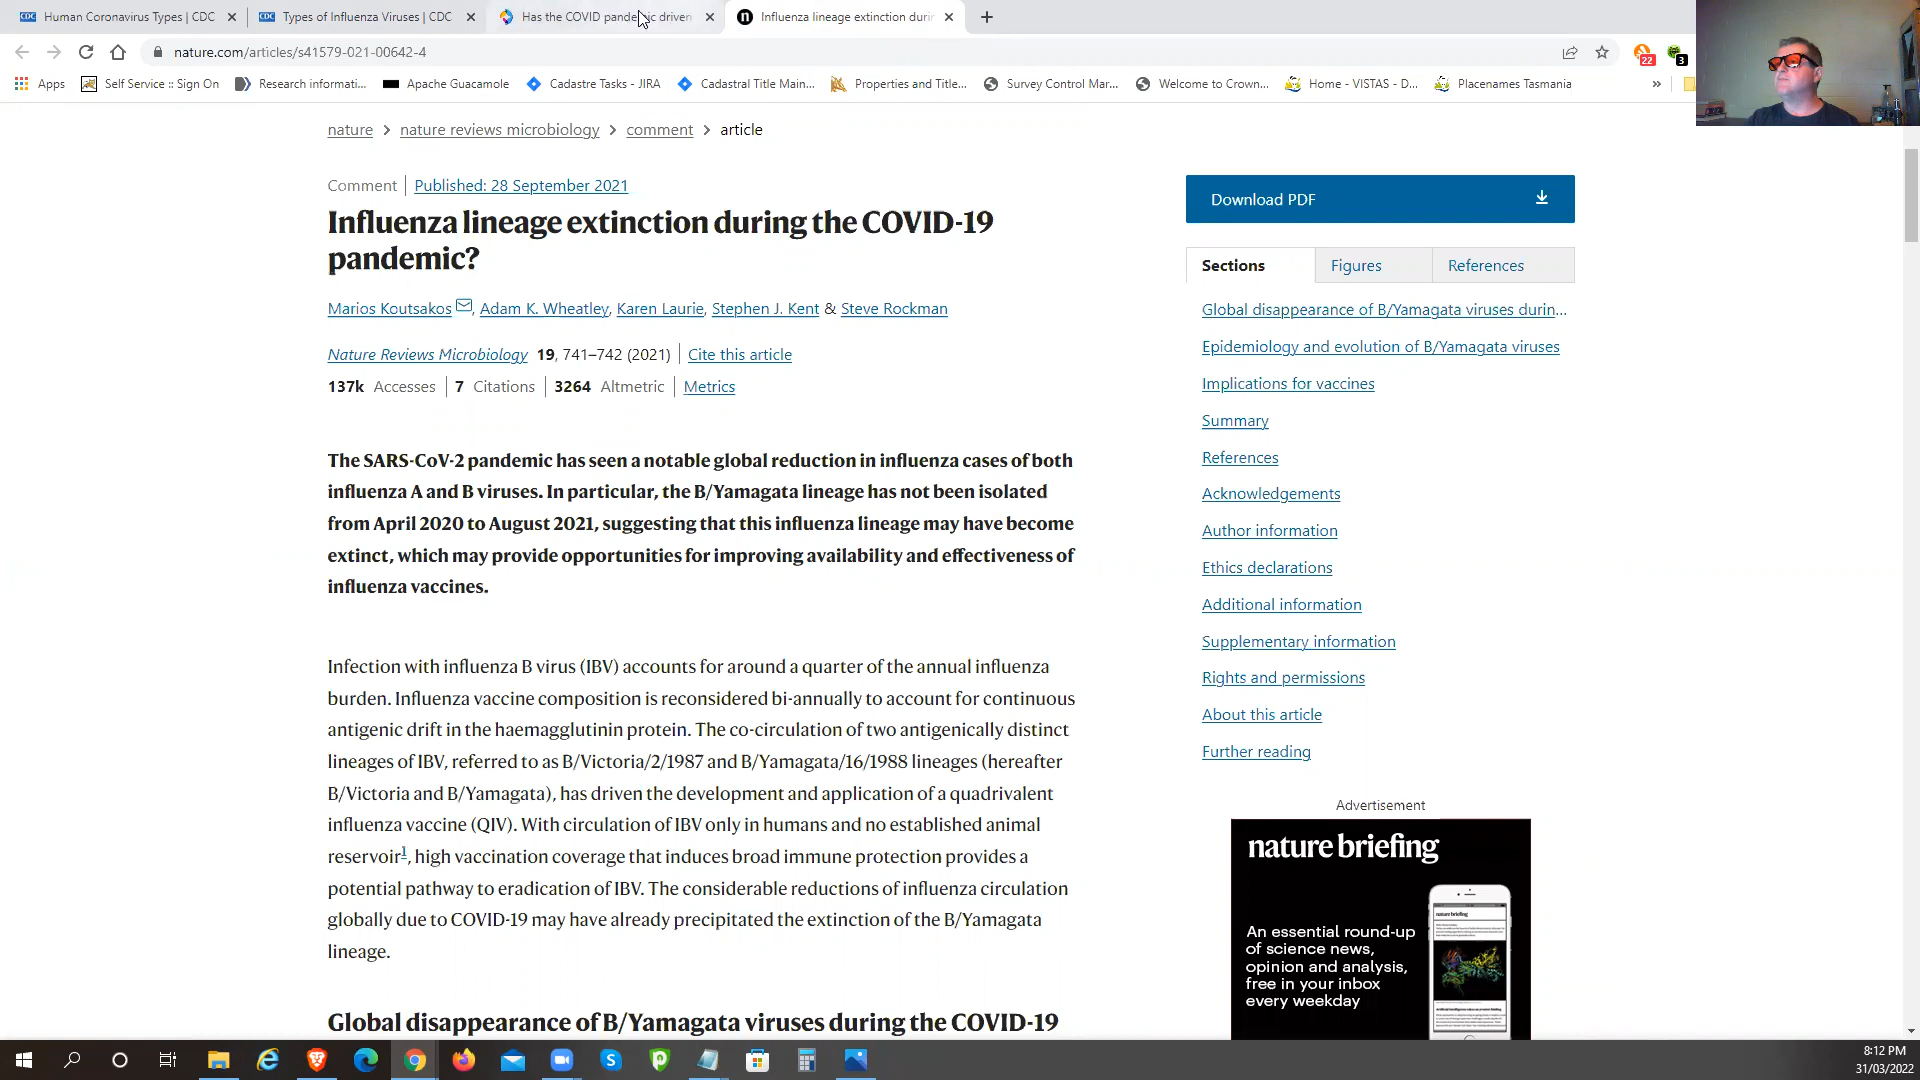 Human Coronavirus Types | CDC
Types of Influenza Viruses | CDC
Has the COVID pandemic driven
Influenza lineage extinction durin
nature.com/articles/s41579-021-00642-4
22
3
Apps
Self Service :: Sign On
Research informati...
Apache Guacamole
Cadastre Tasks - JIRA
Cadastral Title Main...
Properties and Title...
Survey Control Mar...
Welcome to Crown...
Home - VISTAS - D...
Placenames Tasmania
»
nature > nature reviews microbiology > comment > article
Comment | Published: 28 September 2021
Influenza lineage extinction during the COVID-19
pandemic?
Marios Koutsakos, Adam K. Wheatley, Karen Laurie, Stephen J. Kent & Steve Rockman
Nature Reviews Microbiology 19, 741–742 (2021) | Cite this article
137k Accesses | 7 Citations | 3264 Altmetric | Metrics
The SARS-CoV-2 pandemic has seen a notable global reduction in influenza cases of both
influenza A and B viruses. In particular, the B/Yamagata lineage has not been isolated
from April 2020 to August 2021, suggesting that this influenza lineage may have become
extinct, which may provide opportunities for improving availability and effectiveness of
influenza vaccines.
Infection with influenza B virus (IBV) accounts for around a quarter of the annual influenza
burden. Influenza vaccine composition is reconsidered bi-annually to account for continuous
antigenic drift in the haemagglutinin protein. The co-circulation of two antigenically distinct
lineages of IBV, referred to as B/Victoria/2/1987 and B/Yamagata/16/1988 lineages (hereafter
B/Victoria and B/Yamagata), has driven the development and application of a quadrivalent
influenza vaccine (QIV). With circulation of IBV only in humans and no established animal
reservoir1, high vaccination coverage that induces broad immune protection provides a
potential pathway to eradication of IBV. The considerable reductions of influenza circulation
globally due to COVID-19 may have already precipitated the extinction of the B/Yamagata
lineage.
Global disappearance of B/Yamagata viruses during the COVID-19
Download PDF
Sections
Figures
References
Global disappearance of B/Yamagata viruses durin...
Epidemiology and evolution of B/Yamagata viruses
Implications for vaccines
Summary
References
Acknowledgements
Author information
Ethics declarations
Additional information
Supplementary information
Rights and permissions
About this article
Further reading
Advertisement
nature briefing
An essential round-up
of science news,
opinion and analysis,
free in your inbox
every weekday
nature briefing
8:12 PM
31/03/2022